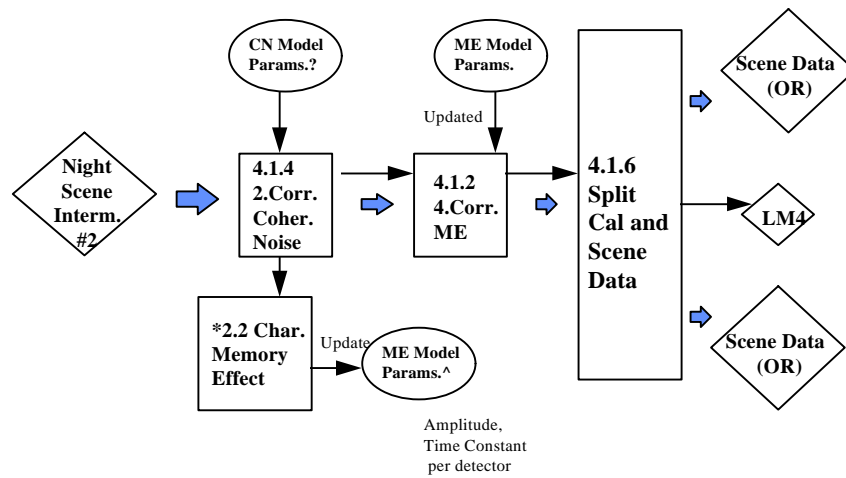 CN Model
Params.?
ME Model
Params.
Updated
Scene Data
(OR)
Night
Scene
Interm.
#2
4.1.4
2.Corr.
Coher.
Noise
4.1.2
4.Corr.
ME
4.1.6
Split
Cal and
Scene
Data
LM4
*2.2 Char.
Memory
Effect
Update
ME Model
Params.^
Scene Data
(OR)
Amplitude,
Time Constant
per detector